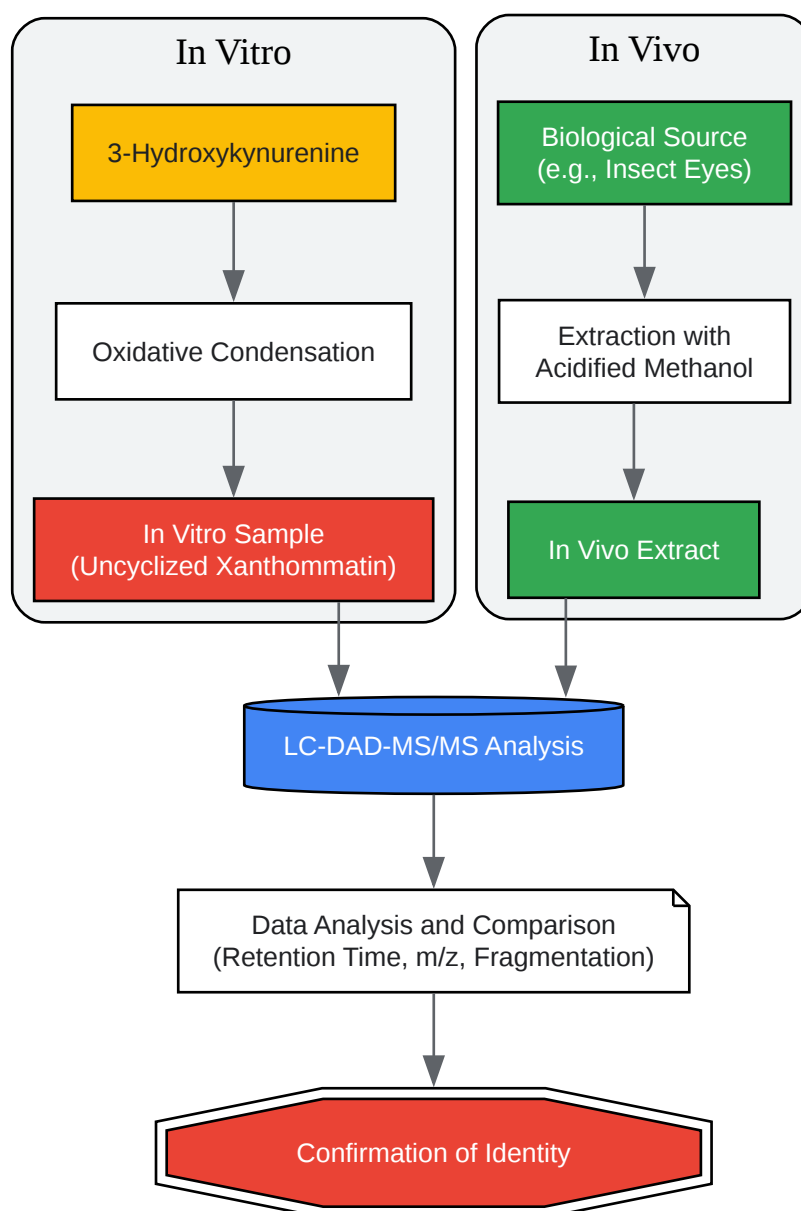 In Vitro
3-Hydroxykynurenine
Oxidative Condensation
In Vitro Sample
(Uncyclized Xanthommatin)
In Vivo
Biological Source
(e.g., Insect Eyes)
Extraction with
Acidified Methanol
In Vivo Extract
LC-DAD-MS/MS Analysis
Data Analysis and Comparison
(Retention Time, m/z, Fragmentation)
Confirmation of Identity